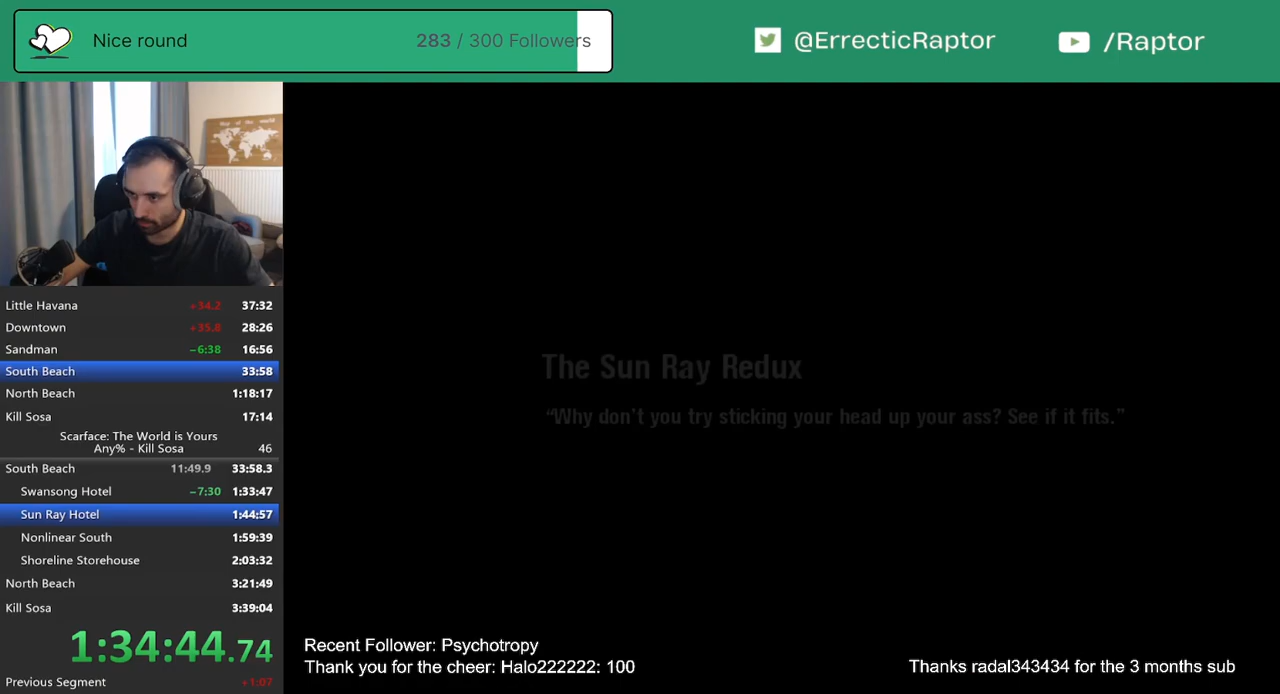 Nice round
283 / 300 Followers
@ErrecticRaptor
/Raptor
Little Havana +34.2 37:32
Downtown +35.8 28:26
Sandman −6:38 16:56
South Beach 33:58
North Beach 1:18:17
Kill Sosa 17:14
Scarface: The World is Yours
Any% - Kill Sosa 46
South Beach 11:49.9 33:58.3
Swansong Hotel −7:30 1:33:47
Sun Ray Hotel 1:44:57
Nonlinear South 1:59:39
Shoreline Storehouse 2:03:32
North Beach 3:21:49
Kill Sosa 3:39:04
1:34:44.74
Previous Segment +1:07
The Sun Ray Redux
“Why don’t you try sticking your head up your ass? See if it fits.”
Recent Follower: Psychotropy
Thank you for the cheer: Halo222222: 100
Thanks radal343434 for the 3 months sub